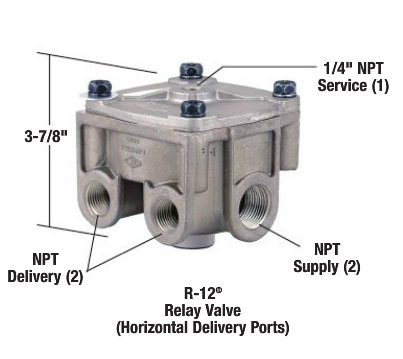 1/4" NPT
Service (1)
3-7/8"
NPT
Delivery (2)
NPT
Supply (2)
R-12®
Relay Valve
(Horizontal Delivery Ports)